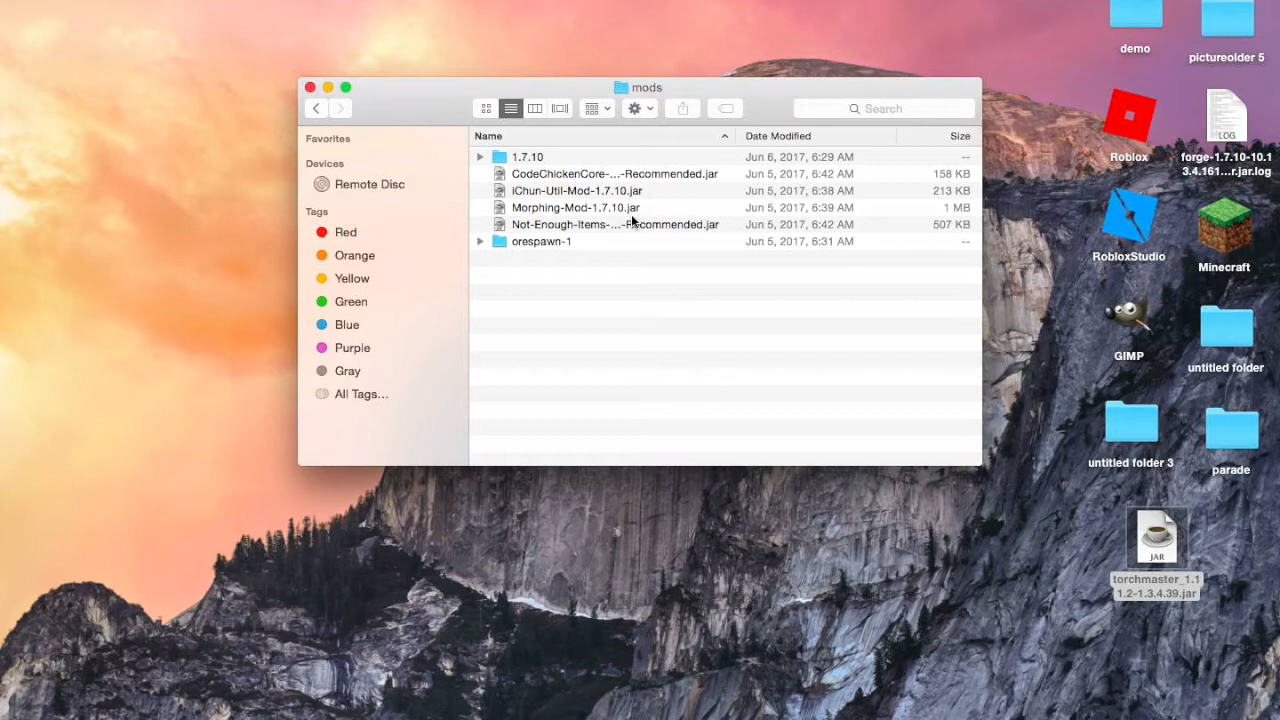 mods
Search
Favorites
Devices
Remote Disc
Tags
Red
Orange
Yellow
Green
Blue
Purple
Gray
All Tags...
Name Date Modified Size
1.7.10 Jun 6, 2017, 6:29 AM --
CodeChickenCore-...-Recommended.jar Jun 5, 2017, 6:42 AM 158 KB
iChun-Util-Mod-1.7.10.jar Jun 5, 2017, 6:38 AM 213 KB
Morphing-Mod-1.7.10.jar Jun 5, 2017, 6:39 AM 1 MB
Not-Enough-Items-...-Recommended.jar Jun 5, 2017, 6:42 AM 507 KB
orespawn-1 Jun 5, 2017, 6:31 AM --
demo
pictureolder 5
Roblox
LOG
forge-1.7.10-10.1
3.4.161...r.jar.log
RobloxStudio
Minecraft
GIMP
untitled folder
untitled folder 3
parade
JAR
torchmaster_1.1
1.2-1.3.4.39.jar